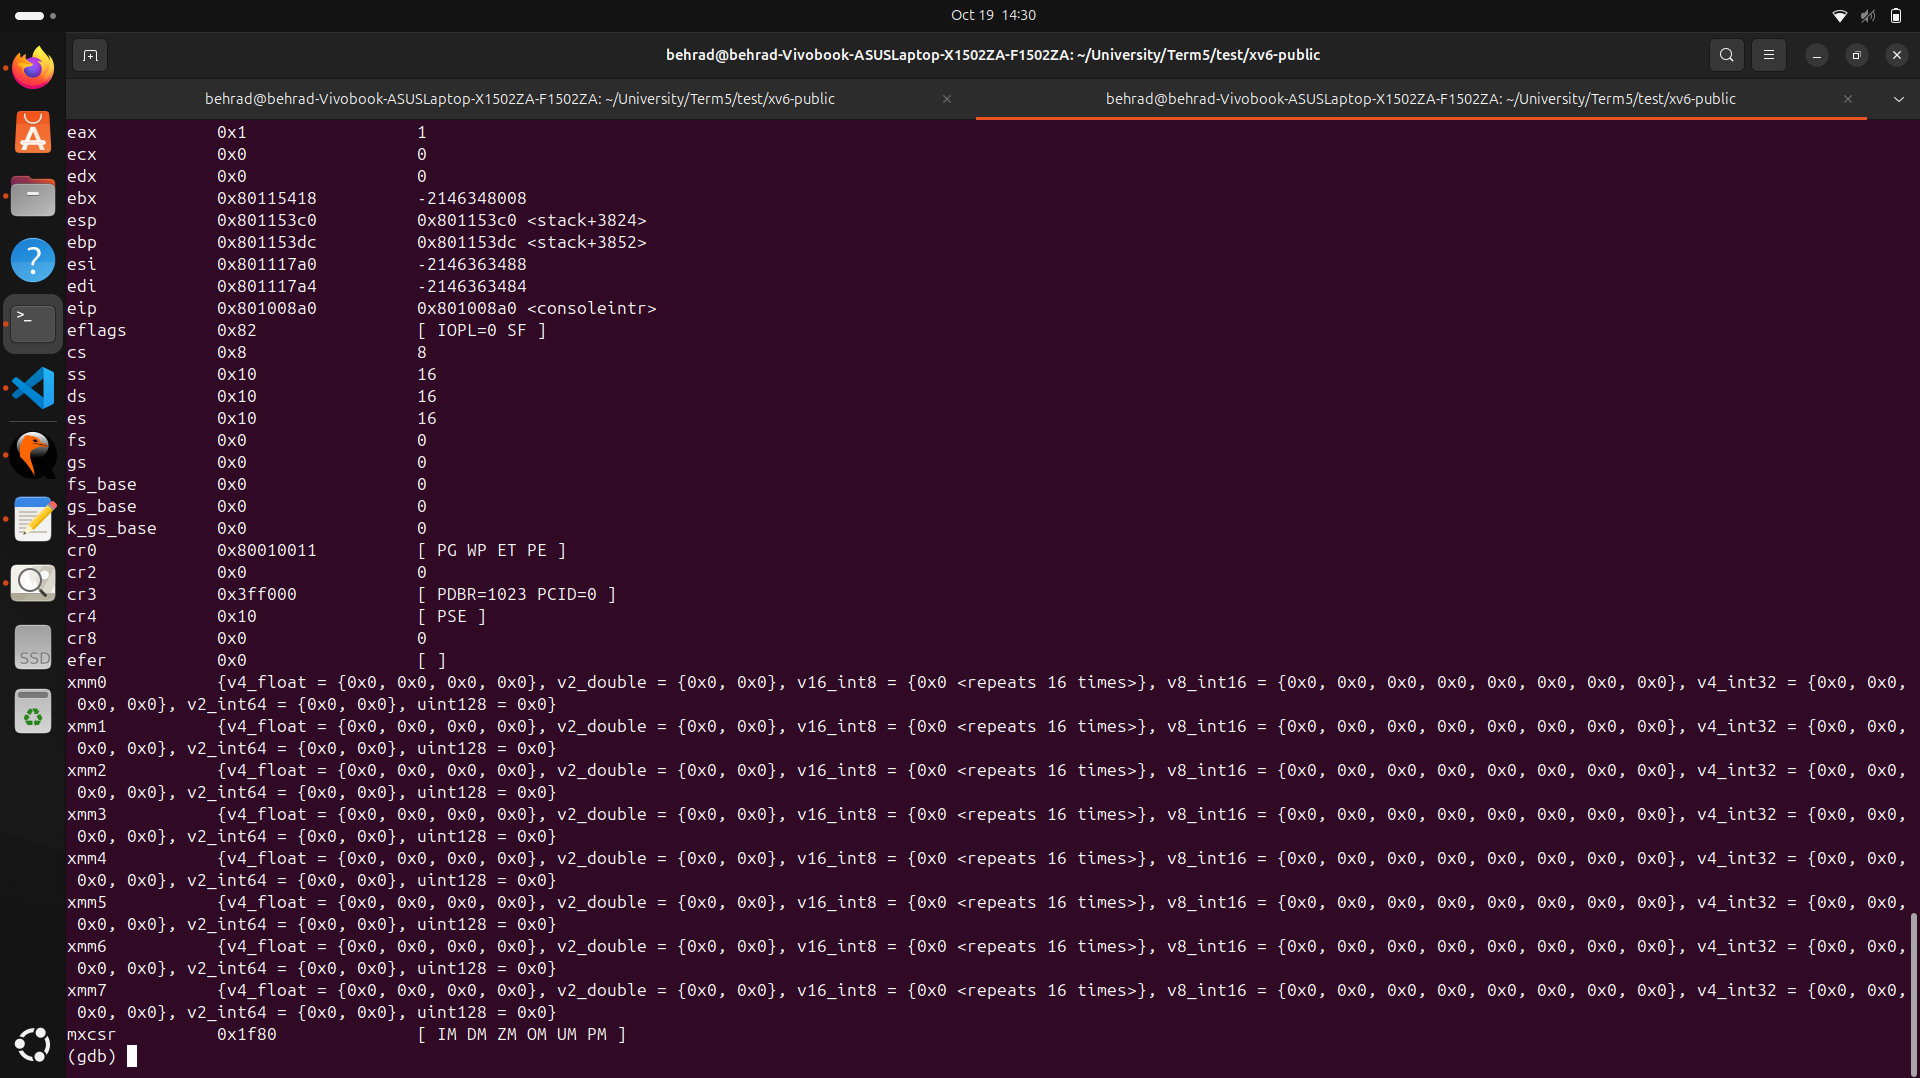 Oct 19 14:30
behrad@behrad-Vivobook-ASUSLaptop-X1502ZA-F1502ZA: ~/University/Term5/test/xv6-public
behrad@behrad-Vivobook-ASUSLaptop-X1502ZA-F1502ZA: ~/University/Term5/test/xv6-public behrad@behrad-Vivobook-ASUSLaptop-X1502ZA-F1502ZA: ~/University/Term5/test/xv6-public
eax 0x1 1
ecx 0x0 0
edx 0x0 0
ebx 0x80115418 -2146348008
esp 0x801153c0 0x801153c0 <stack+3824>
ebp 0x801153dc 0x801153dc <stack+3852>
esi 0x801117a0 -2146363488
edi 0x801117a4 -2146363484
eip 0x801008a0 0x801008a0 <consoleintr>
eflags 0x82 [ IOPL=0 SF ]
cs 0x8 8
ss 0x10 16
ds 0x10 16
es 0x10 16
fs 0x0 0
gs 0x0 0
fs_base 0x0 0
gs_base 0x0 0
k_gs_base 0x0 0
cr0 0x80010011 [ PG WP ET PE ]
cr2 0x0 0
cr3 0x3ff000 [ PDBR=1023 PCID=0 ]
cr4 0x10 [ PSE ]
cr8 0x0 0
efer 0x0 [ ]
xmm0 {v4_float = {0x0, 0x0, 0x0, 0x0}, v2_double = {0x0, 0x0}, v16_int8 = {0x0 <repeats 16 times>}, v8_int16 = {0x0, 0x0, 0x0, 0x0, 0x0, 0x0, 0x0, 0x0}, v4_int32 = {0x0, 0x0,
0x0, 0x0}, v2_int64 = {0x0, 0x0}, uint128 = 0x0}
xmm1 {v4_float = {0x0, 0x0, 0x0, 0x0}, v2_double = {0x0, 0x0}, v16_int8 = {0x0 <repeats 16 times>}, v8_int16 = {0x0, 0x0, 0x0, 0x0, 0x0, 0x0, 0x0, 0x0}, v4_int32 = {0x0, 0x0,
0x0, 0x0}, v2_int64 = {0x0, 0x0}, uint128 = 0x0}
xmm2 {v4_float = {0x0, 0x0, 0x0, 0x0}, v2_double = {0x0, 0x0}, v16_int8 = {0x0 <repeats 16 times>}, v8_int16 = {0x0, 0x0, 0x0, 0x0, 0x0, 0x0, 0x0, 0x0}, v4_int32 = {0x0, 0x0,
0x0, 0x0}, v2_int64 = {0x0, 0x0}, uint128 = 0x0}
xmm3 {v4_float = {0x0, 0x0, 0x0, 0x0}, v2_double = {0x0, 0x0}, v16_int8 = {0x0 <repeats 16 times>}, v8_int16 = {0x0, 0x0, 0x0, 0x0, 0x0, 0x0, 0x0, 0x0}, v4_int32 = {0x0, 0x0,
0x0, 0x0}, v2_int64 = {0x0, 0x0}, uint128 = 0x0}
xmm4 {v4_float = {0x0, 0x0, 0x0, 0x0}, v2_double = {0x0, 0x0}, v16_int8 = {0x0 <repeats 16 times>}, v8_int16 = {0x0, 0x0, 0x0, 0x0, 0x0, 0x0, 0x0, 0x0}, v4_int32 = {0x0, 0x0,
0x0, 0x0}, v2_int64 = {0x0, 0x0}, uint128 = 0x0}
xmm5 {v4_float = {0x0, 0x0, 0x0, 0x0}, v2_double = {0x0, 0x0}, v16_int8 = {0x0 <repeats 16 times>}, v8_int16 = {0x0, 0x0, 0x0, 0x0, 0x0, 0x0, 0x0, 0x0}, v4_int32 = {0x0, 0x0,
0x0, 0x0}, v2_int64 = {0x0, 0x0}, uint128 = 0x0}
xmm6 {v4_float = {0x0, 0x0, 0x0, 0x0}, v2_double = {0x0, 0x0}, v16_int8 = {0x0 <repeats 16 times>}, v8_int16 = {0x0, 0x0, 0x0, 0x0, 0x0, 0x0, 0x0, 0x0}, v4_int32 = {0x0, 0x0,
0x0, 0x0}, v2_int64 = {0x0, 0x0}, uint128 = 0x0}
xmm7 {v4_float = {0x0, 0x0, 0x0, 0x0}, v2_double = {0x0, 0x0}, v16_int8 = {0x0 <repeats 16 times>}, v8_int16 = {0x0, 0x0, 0x0, 0x0, 0x0, 0x0, 0x0, 0x0}, v4_int32 = {0x0, 0x0,
0x0, 0x0}, v2_int64 = {0x0, 0x0}, uint128 = 0x0}
mxcsr 0x1f80 [ IM DM ZM OM UM PM ]
(gdb)
SSD